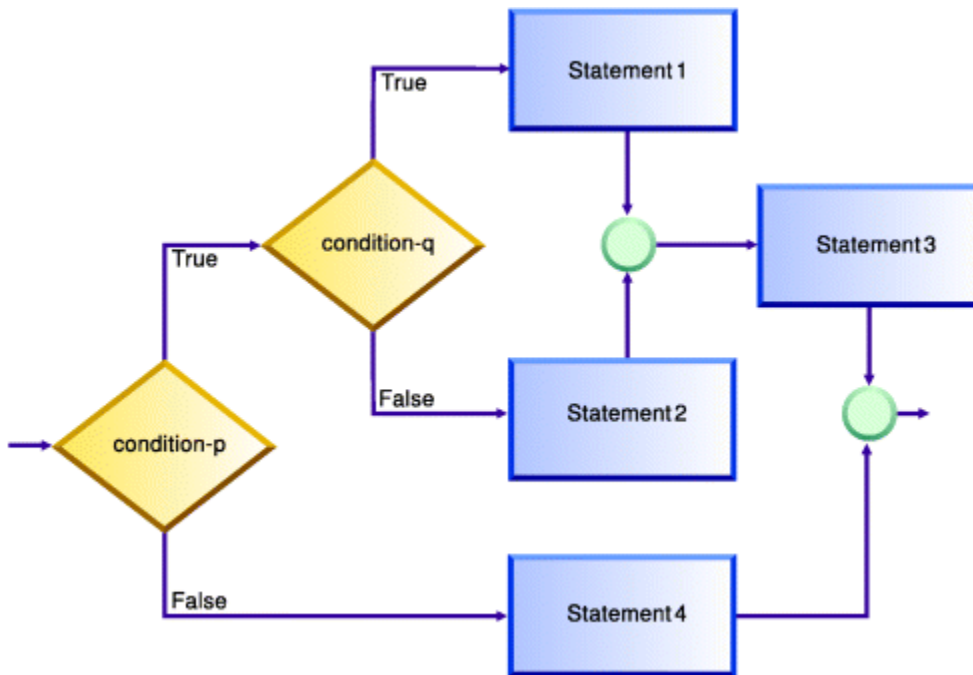 Statement 1
True
condition-q
Statement 3
True
False
Statement 2
condition-p
False
Statement 4